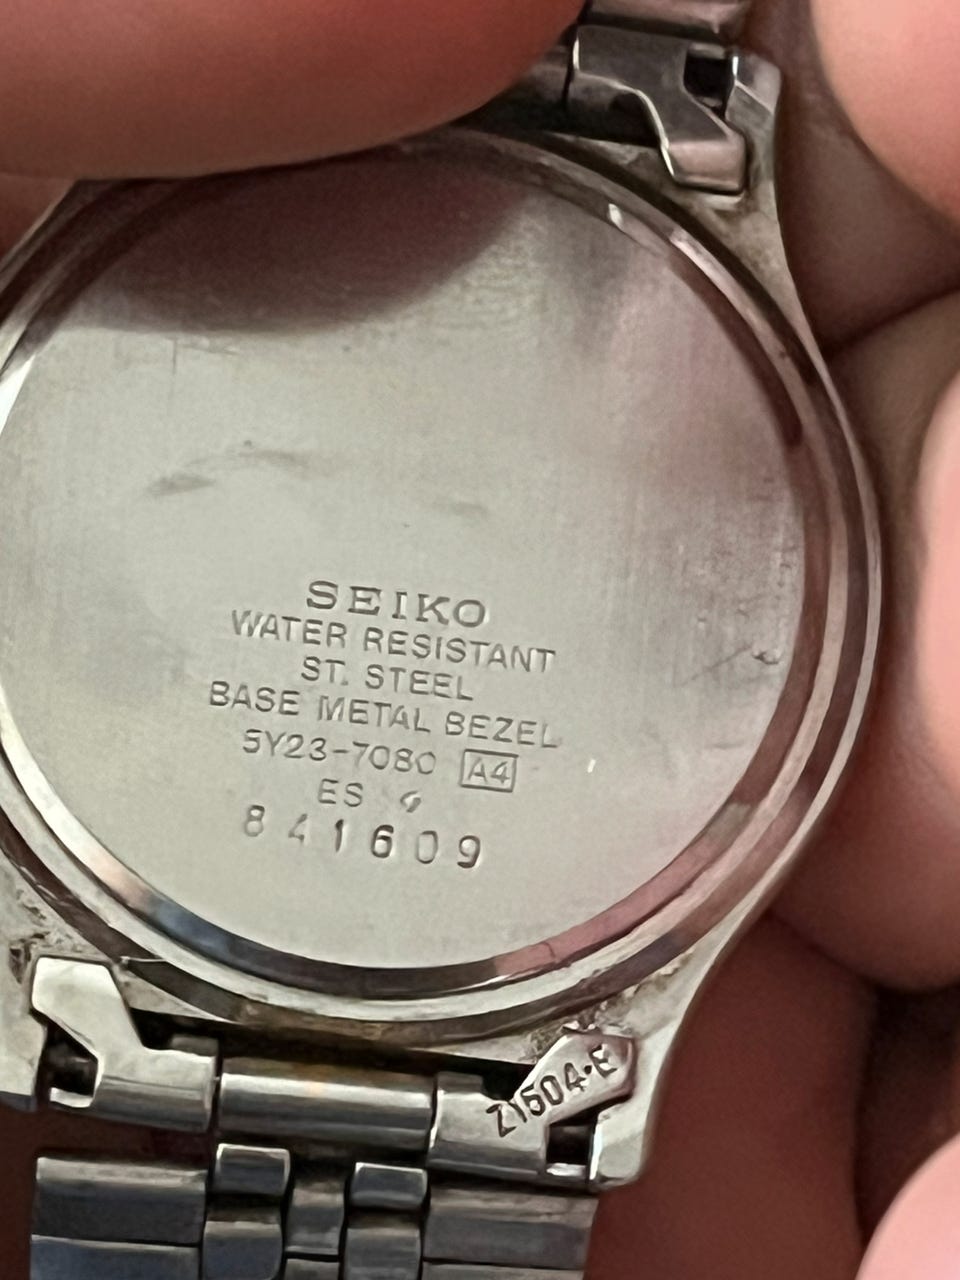 SEIKO
WATER RESISTANT
ST. STEEL
BASE METAL BEZEL
5Y23-7080 A4
ES
841609
Z1504·E